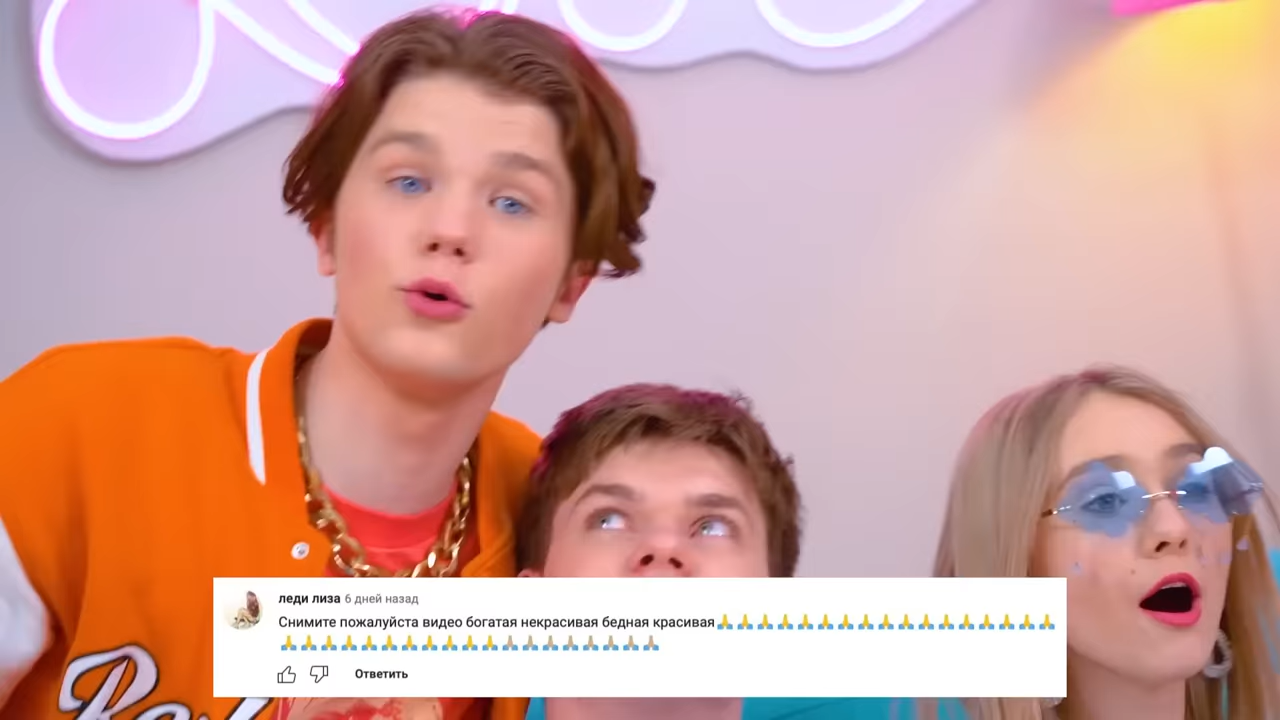 леди лиза 6 дней назад
Снимите пожалуйста видео богатая некрасивая бедная красивая🙏🙏🙏🙏🙏🙏🙏🙏🙏🙏🙏🙏🙏🙏🙏🙏🙏
🙏🙏🙏🙏🙏🙏🙏🙏🙏🙏🙏🙏🏼🙏🏼🙏🏼🙏🏼🙏🏼🙏🏼🙏🏼🙏🏼
Ответить